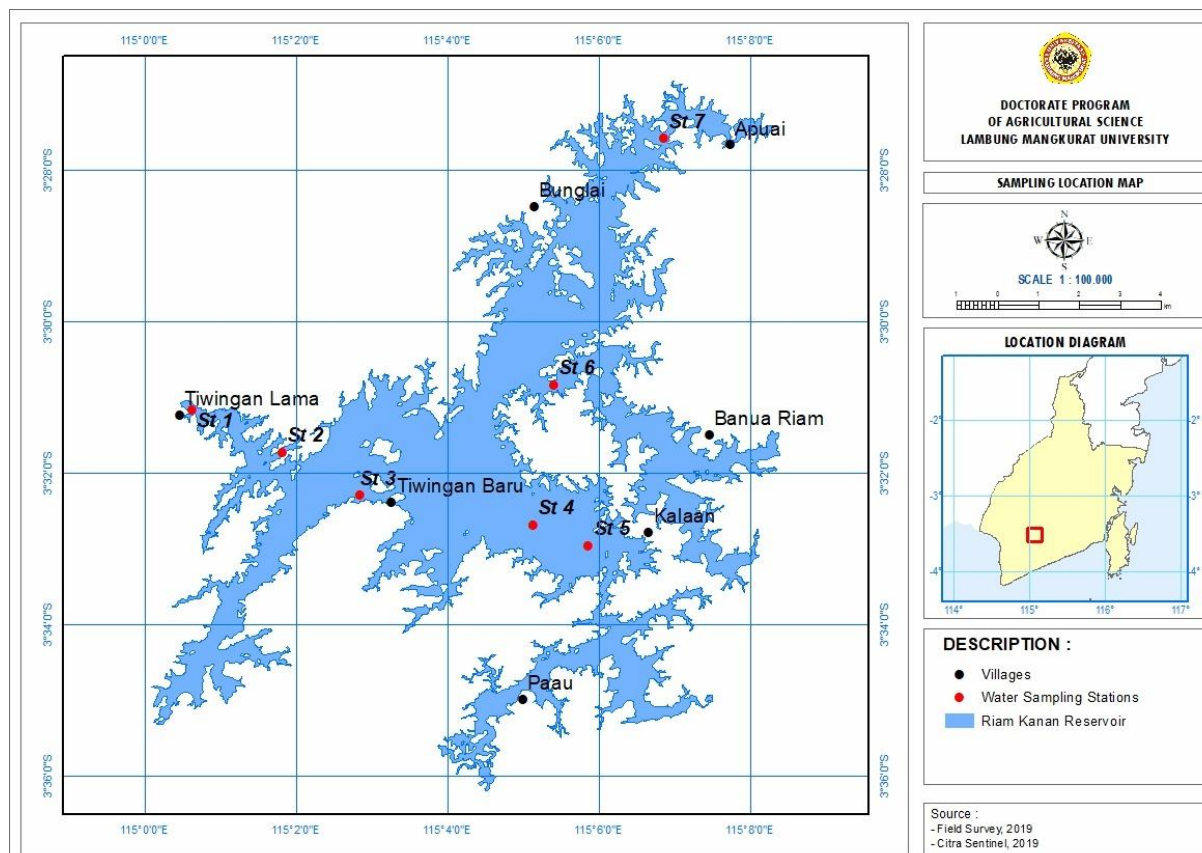 115°0'0"E 115°2'0"E 115°4'0"E 115°6'0"E 115°8'0"E
3°28'0"S
3°30'0"S
3°32'0"S
3°34'0"S
3°36'0"S
St 7
Apuai
Bunglai
St 6
Tiwingan Lama
St 1
St 2
Banua Riam
St 3
Tiwingan Baru
St 4
St 5
Kalaan
Paau
3°28'0"S
3°30'0"S
3°32'0"S
3°34'0"S
3°36'0"S
115°0'0"E 115°2'0"E 115°4'0"E 115°6'0"E 115°8'0"E
DOCTORATE PROGRAM
OF AGRICULTURAL SCIENCE
LAMBUNG MANGKURAT UNIVERSITY
SAMPLING LOCATION MAP
N
W E
S
SCALE 1 : 100.000
1 0 1 2 3 4
km
LOCATION DIAGRAM
-2° -2°
-3° -3°
-4° -4°
114° 115° 116° 117°
DESCRIPTION :
Villages
Water Sampling Stations
Riam Kanan Reservoir
Source :
- Field Survey, 2019
- Citra Sentinel, 2019